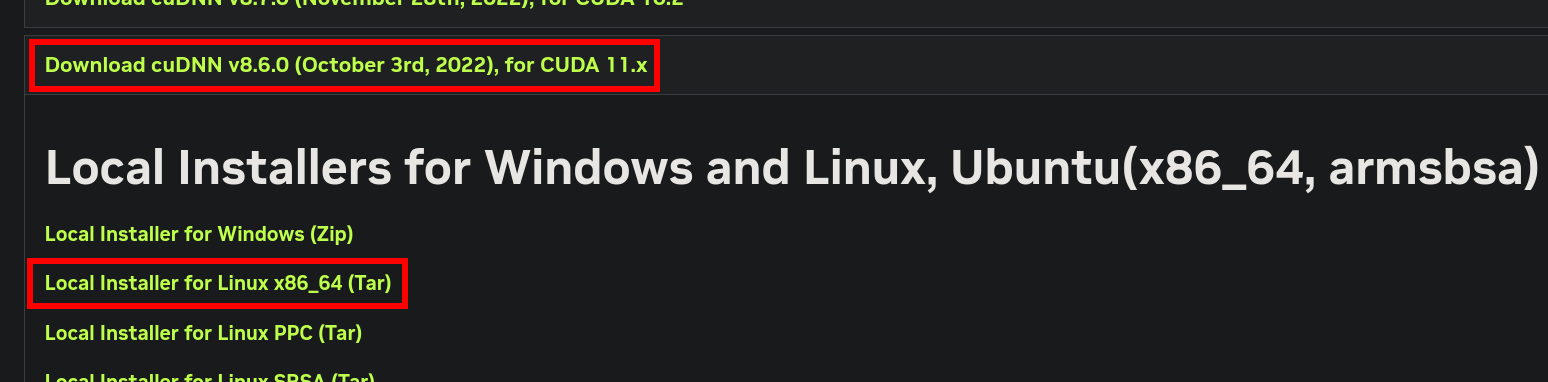 Download cuDNN v8.7.0 (November 28th, 2022), for CUDA 10.2
Download cuDNN v8.6.0 (October 3rd, 2022), for CUDA 11.x
Local Installers for Windows and Linux, Ubuntu(x86_64, armsbsa)
Local Installer for Windows (Zip)
Local Installer for Linux x86_64 (Tar)
Local Installer for Linux PPC (Tar)
Local Installer for Linux SBSA (Tar)